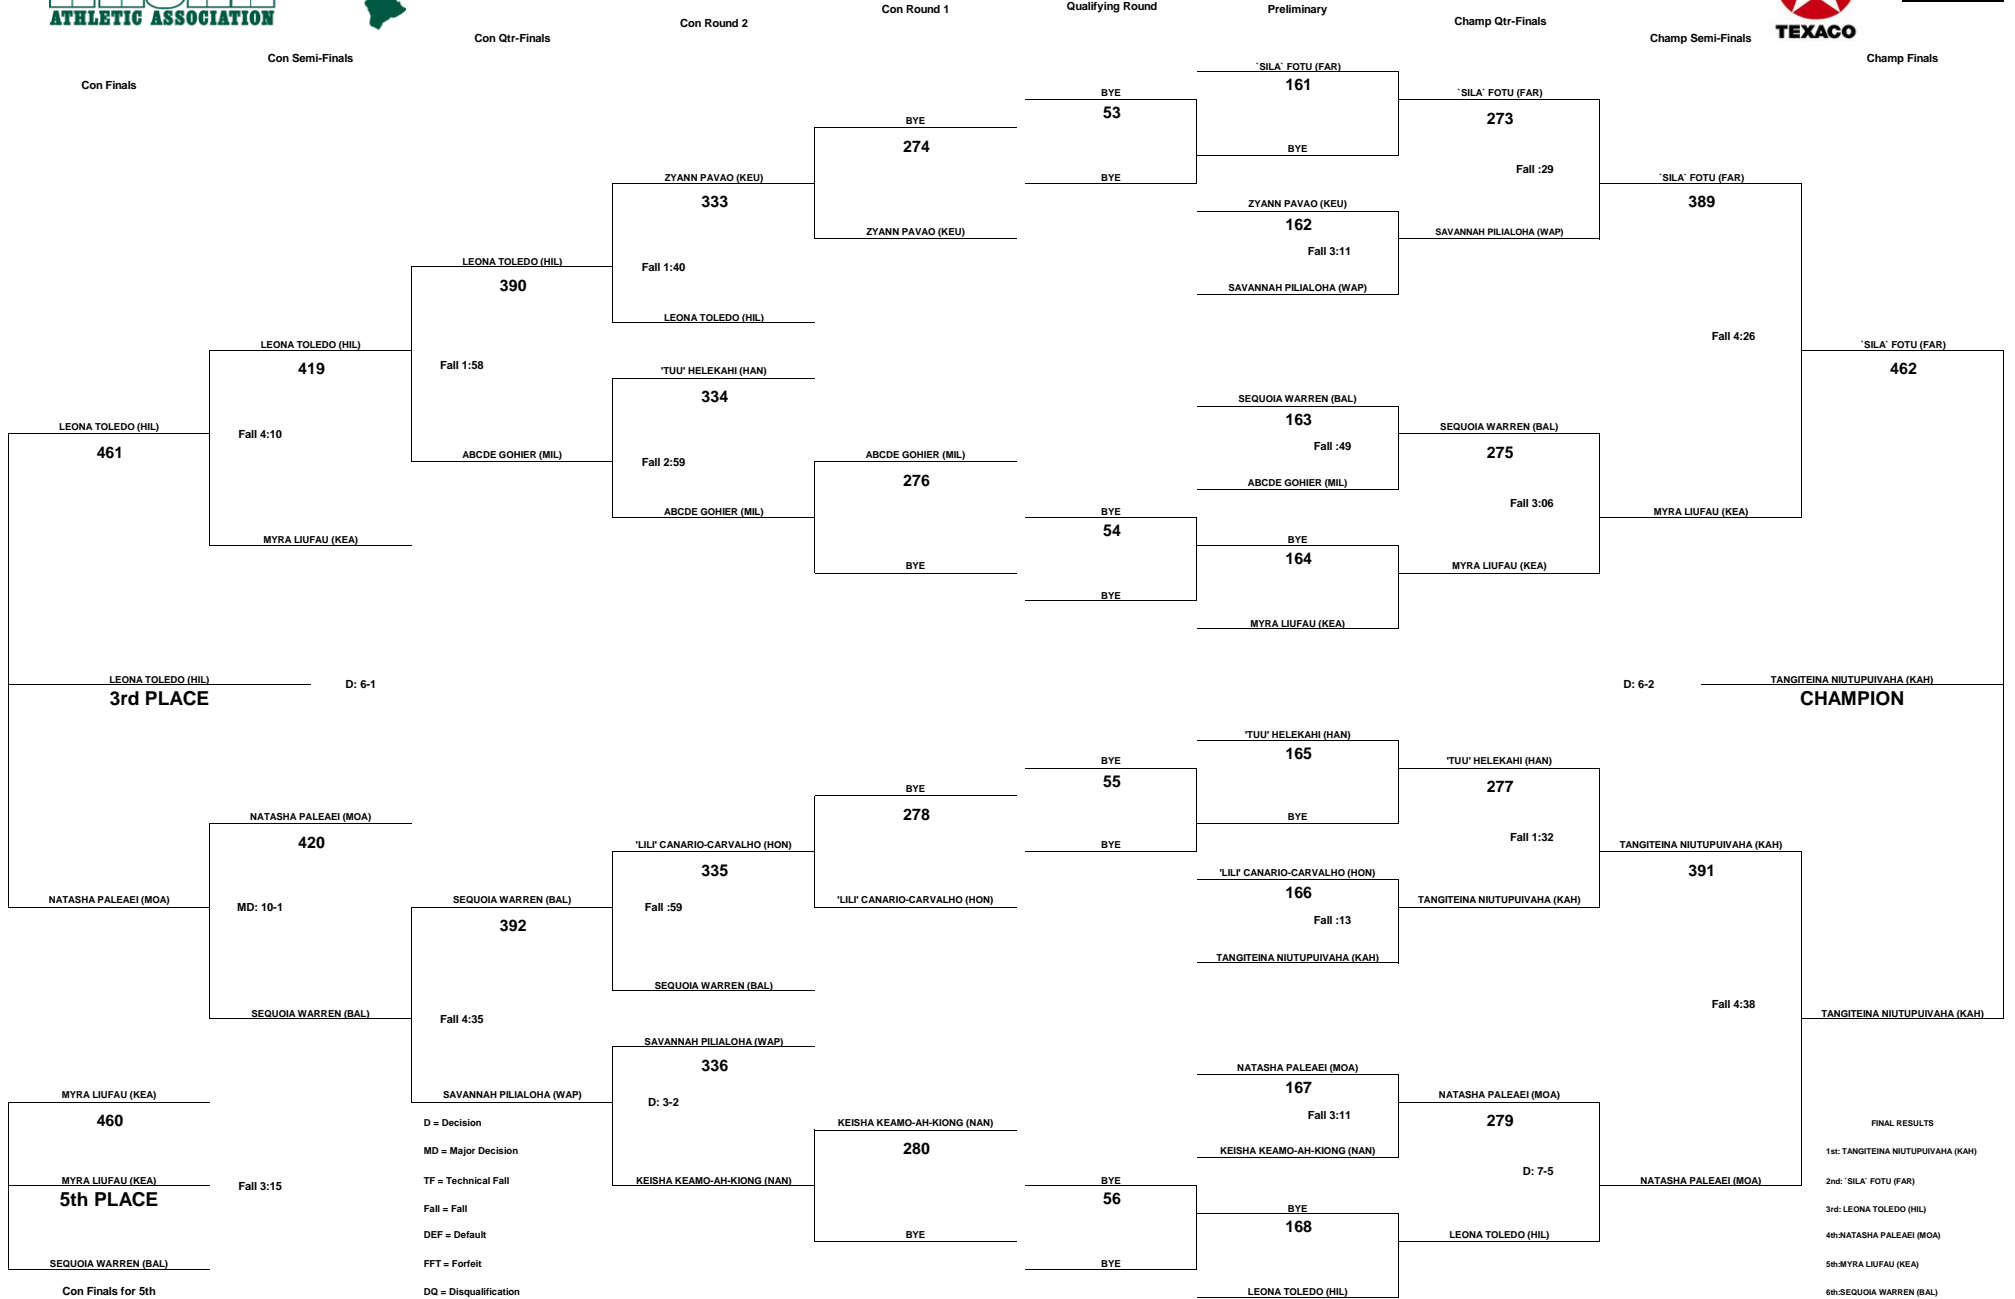 ATHLETIC ASSOCIATION
TEXACO
Con Finals
Con Semi-Finals
Con Qtr-Finals
Con Round 2
Con Round 1
Qualifying Round
Preliminary
Champ Qtr-Finals
Champ Semi-Finals
Champ Finals
LEONA TOLEDO (HIL)
461
LEONA TOLEDO (HIL)
3rd PLACE
D: 6-1
NATASHA PALEAEI (MOA)
MYRA LIUFAU (KEA)
460
MYRA LIUFAU (KEA)
5th PLACE
Fall 3:15
SEQUOIA WARREN (BAL)
Con Finals for 5th
LEONA TOLEDO (HIL)
419
Fall 4:10
MYRA LIUFAU (KEA)
NATASHA PALEAEI (MOA)
420
MD: 10-1
SEQUOIA WARREN (BAL)
LEONA TOLEDO (HIL)
390
Fall 1:58
ABCDE GOHIER (MIL)
SEQUOIA WARREN (BAL)
392
Fall 4:35
SAVANNAH PILIALOHA (WAP)
D = Decision
MD = Major Decision
TF = Technical Fall
Fall = Fall
DEF = Default
FFT = Forfeit
DQ = Disqualification
ZYANN PAVAO (KEU)
333
Fall 1:40
LEONA TOLEDO (HIL)
'TUU' HELEKAHI (HAN)
334
Fall 2:59
ABCDE GOHIER (MIL)
'LILI' CANARIO-CARVALHO (HON)
335
Fall :59
SEQUOIA WARREN (BAL)
SAVANNAH PILIALOHA (WAP)
336
D: 3-2
KEISHA KEAMO-AH-KIONG (NAN)
BYE
274
ZYANN PAVAO (KEU)
ABCDE GOHIER (MIL)
276
BYE
BYE
278
'LILI' CANARIO-CARVALHO (HON)
KEISHA KEAMO-AH-KIONG (NAN)
280
BYE
BYE
53
BYE
BYE
54
BYE
BYE
55
BYE
BYE
56
BYE
`SILA` FOTU (FAR)
161
BYE
ZYANN PAVAO (KEU)
162
Fall 3:11
SAVANNAH PILIALOHA (WAP)
SEQUOIA WARREN (BAL)
163
Fall :49
ABCDE GOHIER (MIL)
BYE
164
MYRA LIUFAU (KEA)
'TUU' HELEKAHI (HAN)
165
BYE
'LILI' CANARIO-CARVALHO (HON)
166
Fall :13
TANGITEINA NIUTUPUIVAHA (KAH)
NATASHA PALEAEI (MOA)
167
Fall 3:11
KEISHA KEAMO-AH-KIONG (NAN)
BYE
168
LEONA TOLEDO (HIL)
`SILA` FOTU (FAR)
273
Fall :29
SAVANNAH PILIALOHA (WAP)
SEQUOIA WARREN (BAL)
275
Fall 3:06
MYRA LIUFAU (KEA)
'TUU' HELEKAHI (HAN)
277
Fall 1:32
TANGITEINA NIUTUPUIVAHA (KAH)
NATASHA PALEAEI (MOA)
279
D: 7-5
LEONA TOLEDO (HIL)
`SILA` FOTU (FAR)
389
Fall 4:26
MYRA LIUFAU (KEA)
TANGITEINA NIUTUPUIVAHA (KAH)
391
Fall 4:38
NATASHA PALEAEI (MOA)
`SILA` FOTU (FAR)
462
D: 6-2
TANGITEINA NIUTUPUIVAHA (KAH)
CHAMPION
TANGITEINA NIUTUPUIVAHA (KAH)
FINAL RESULTS
1st: TANGITEINA NIUTUPUIVAHA (KAH)
2nd: `SILA` FOTU (FAR)
3rd: LEONA TOLEDO (HIL)
4th:NATASHA PALEAEI (MOA)
5th:MYRA LIUFAU (KEA)
6th:SEQUOIA WARREN (BAL)